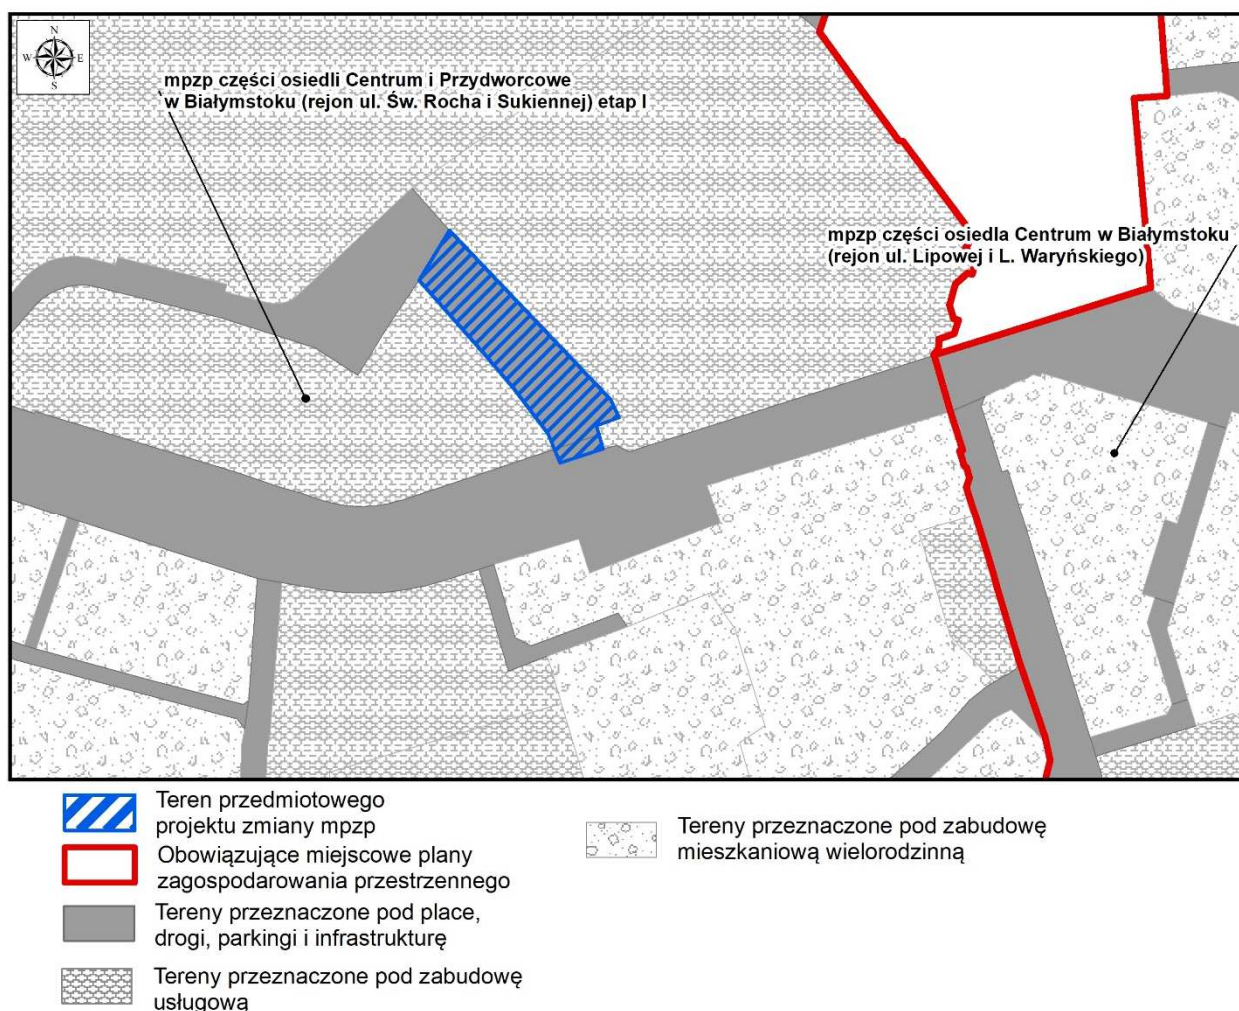 N
W E
S
mpzp części osiedli Centrum i Przydworcowe
w Białymstoku (rejon ul. Św. Rocha i Sukiennej) etap I
mpzp części osiedla Centrum w Białymstoku
(rejon ul. Lipowej i L. Waryńskiego)
Teren przedmiotowego
projektu zmiany mpzp
Obowiązujące miejscowe plany
zagospodarowania przestrzennego
Tereny przeznaczone pod place,
drogi, parkingi i infrastrukturę
Tereny przeznaczone pod zabudowę
usługową
Tereny przeznaczone pod zabudowę
mieszkaniową wielorodzinną